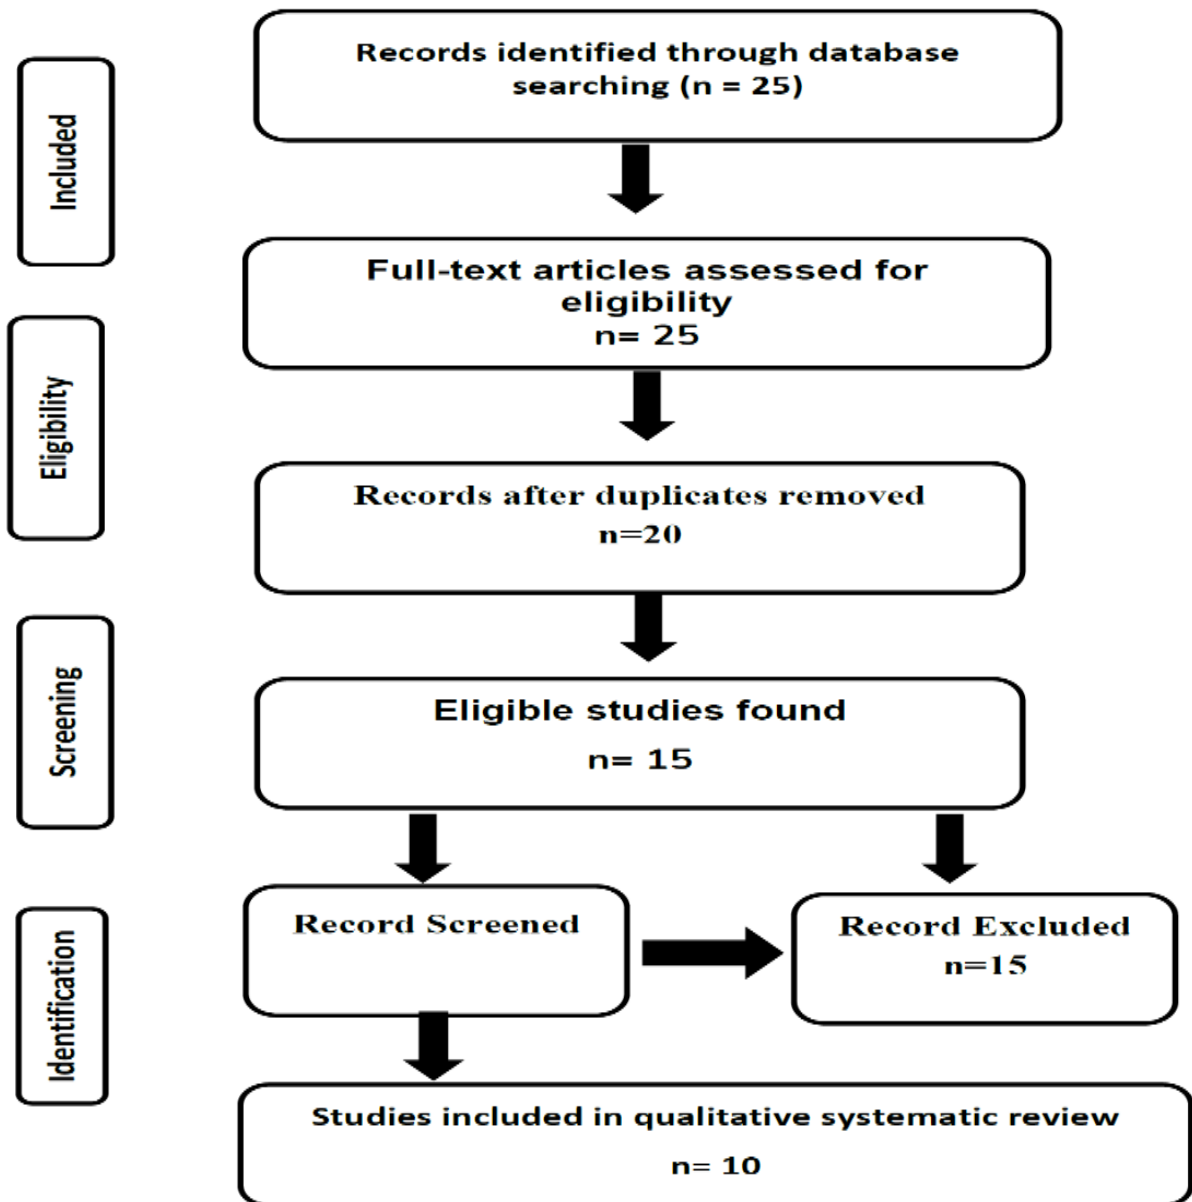 Records identified through database
searching (n = 25)
Included
Full-text articles assessed for
eligibility
n= 25
Eligibility
Records after duplicates removed
n=20
Screening
Eligible studies found
n= 15
Identification
Record Screened
Record Excluded
n=15
Studies included in qualitative systematic review
n= 10